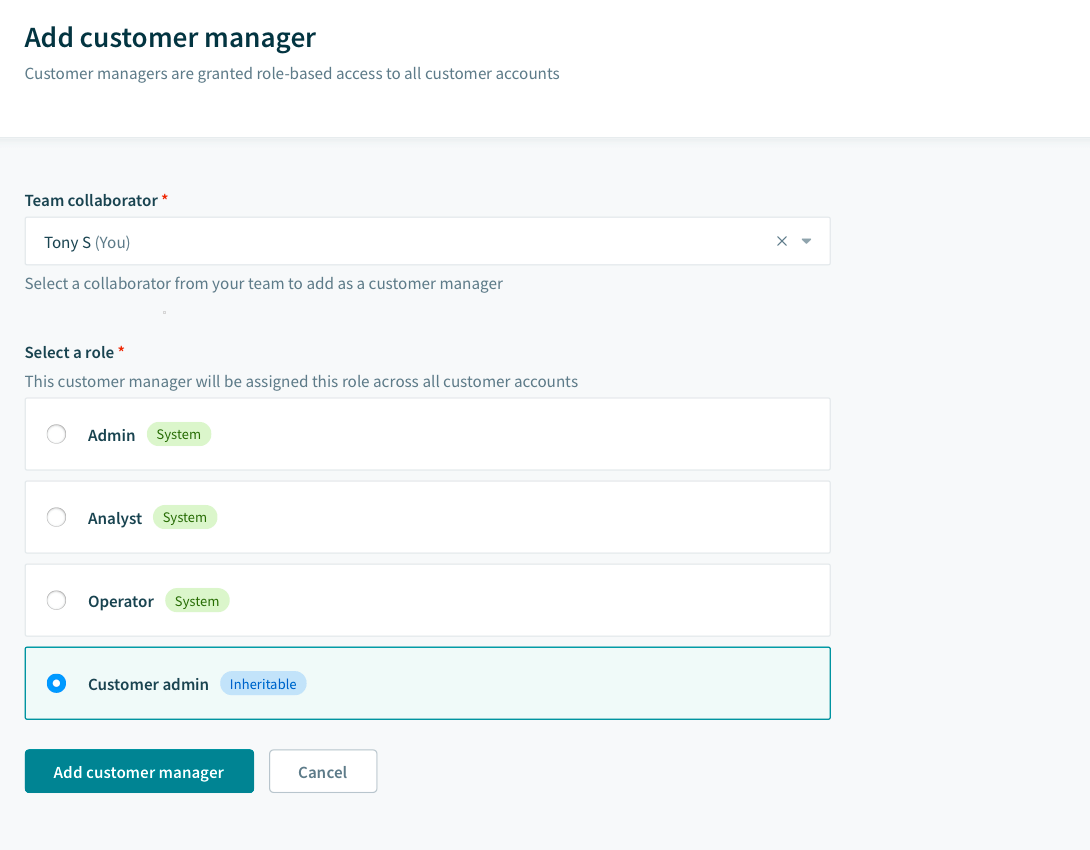 Add customer manager
Customer managers are granted role-based access to all customer accounts
Team collaborator *
Tony S (You)
Select a collaborator from your team to add as a customer manager
Select a role *
This customer manager will be assigned this role across all customer accounts
Admin System
Analyst System
Operator System
Customer admin Inheritable
Add customer manager Cancel